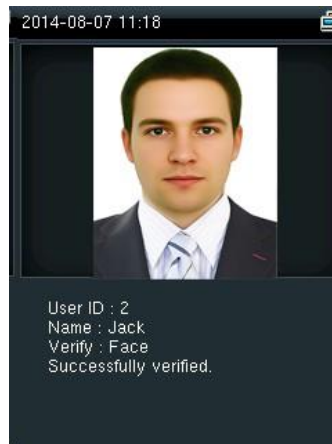 2014-08-07 11:18
User ID : 2
Name : Jack
Verify : Face
Successfully verified.